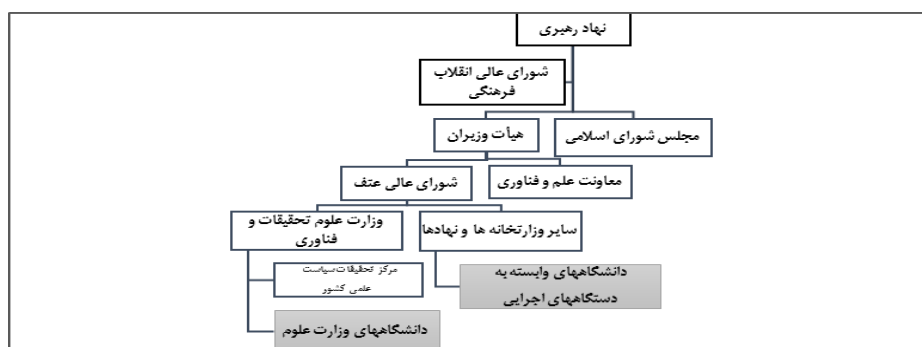 نهاد رهبری
شورای عالی انقلاب
فرهنگی
مجلس شورای اسلامی
هیأت وزیران
معاونت علم و فناوری
شورای عالی عتف
سایر وزارتخانه ها و نهادها
وزارت علوم تحقیقات و
فناوری
دانشگاههای وابسته به
دستگاههای اجرایی
مرکز تحقیقات سیاست
علمی کشور
دانشگاههای وزارت علوم